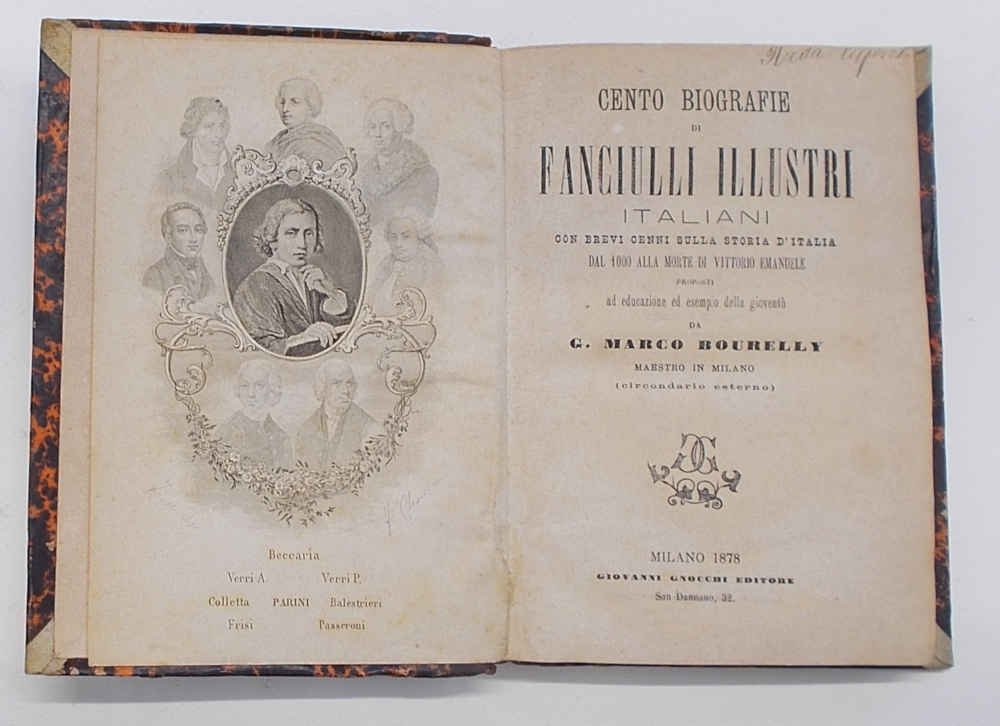 Beccaria
Verri A. Verri P.
Colletta PARINI Balestrieri
Frisi Passeroni
CENTO BIOGRAFIE
DI
FANCIULLI ILLUSTRI
ITALIANI
CON BREVI CENNI SULLA STORIA D'ITALIA
DAL 1000 ALLA MORTE DI VITTORIO EMANUELE
PROPOSTI
ad educazione ed esempio della gioventù
DA
G. MARCO BOURELLY
MAESTRO IN MILANO
(circondario esterno)
MILANO 1878
GIOVANNI GNOCCHI EDITORE
San Damiano, 32.